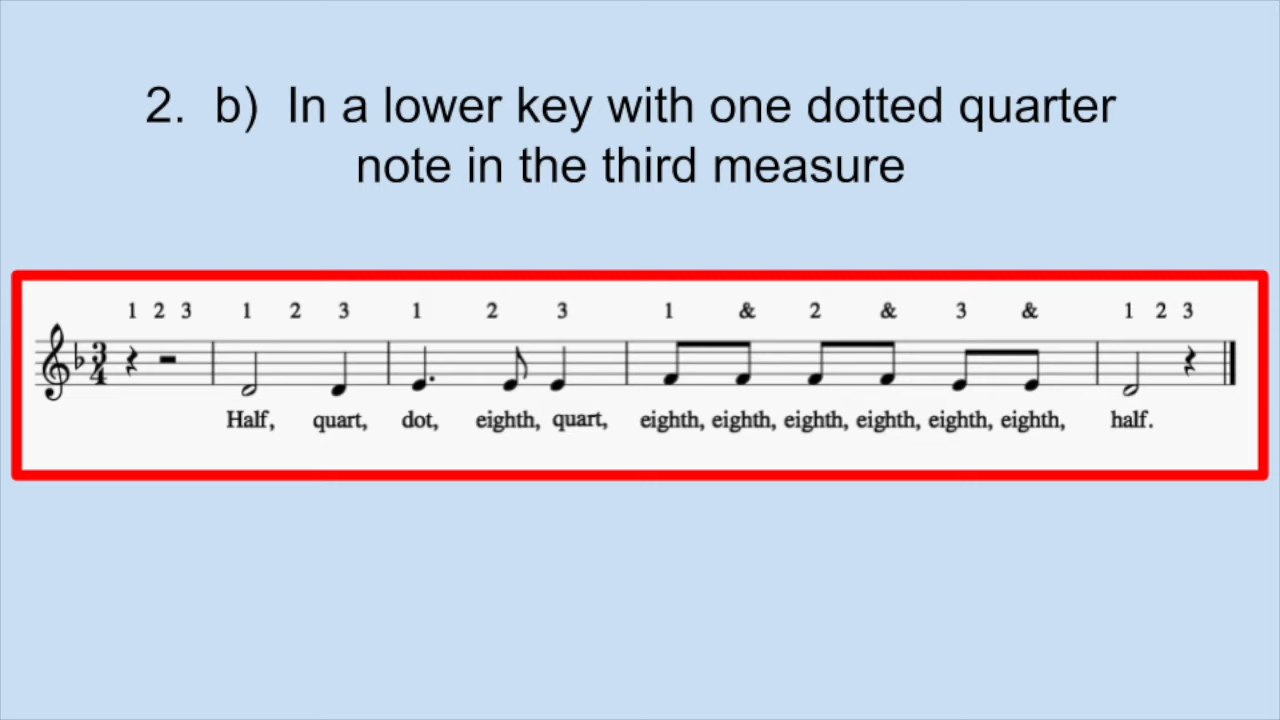 2. b) In a lower key with one dotted quarter
note in the third measure
1 2 3 1 2 3 1 2 3 1 & 2 & 3 & 1 2 3
3
4
Half, quart, dot, eighth, quart, eighth, eighth, eighth, eighth, eighth, eighth, half.